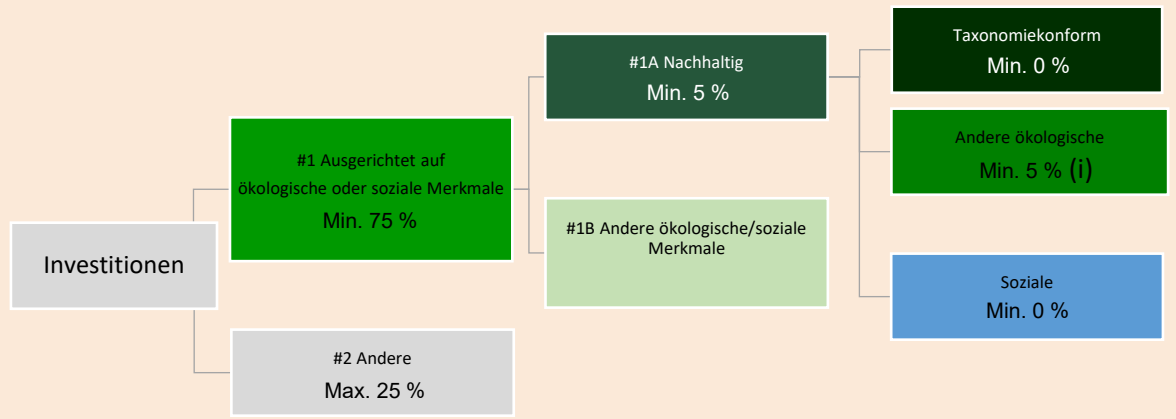 Investitionen
#1 Ausgerichtet auf
ökologische oder soziale Merkmale
Min. 75 %
#2 Andere
Max. 25 %
#1A Nachhaltig
Min. 5 %
#1B Andere ökologische/soziale
Merkmale
Taxonomiekonform
Min. 0 %
Andere ökologische
Min. 5 % (i)
Soziale
Min. 0 %